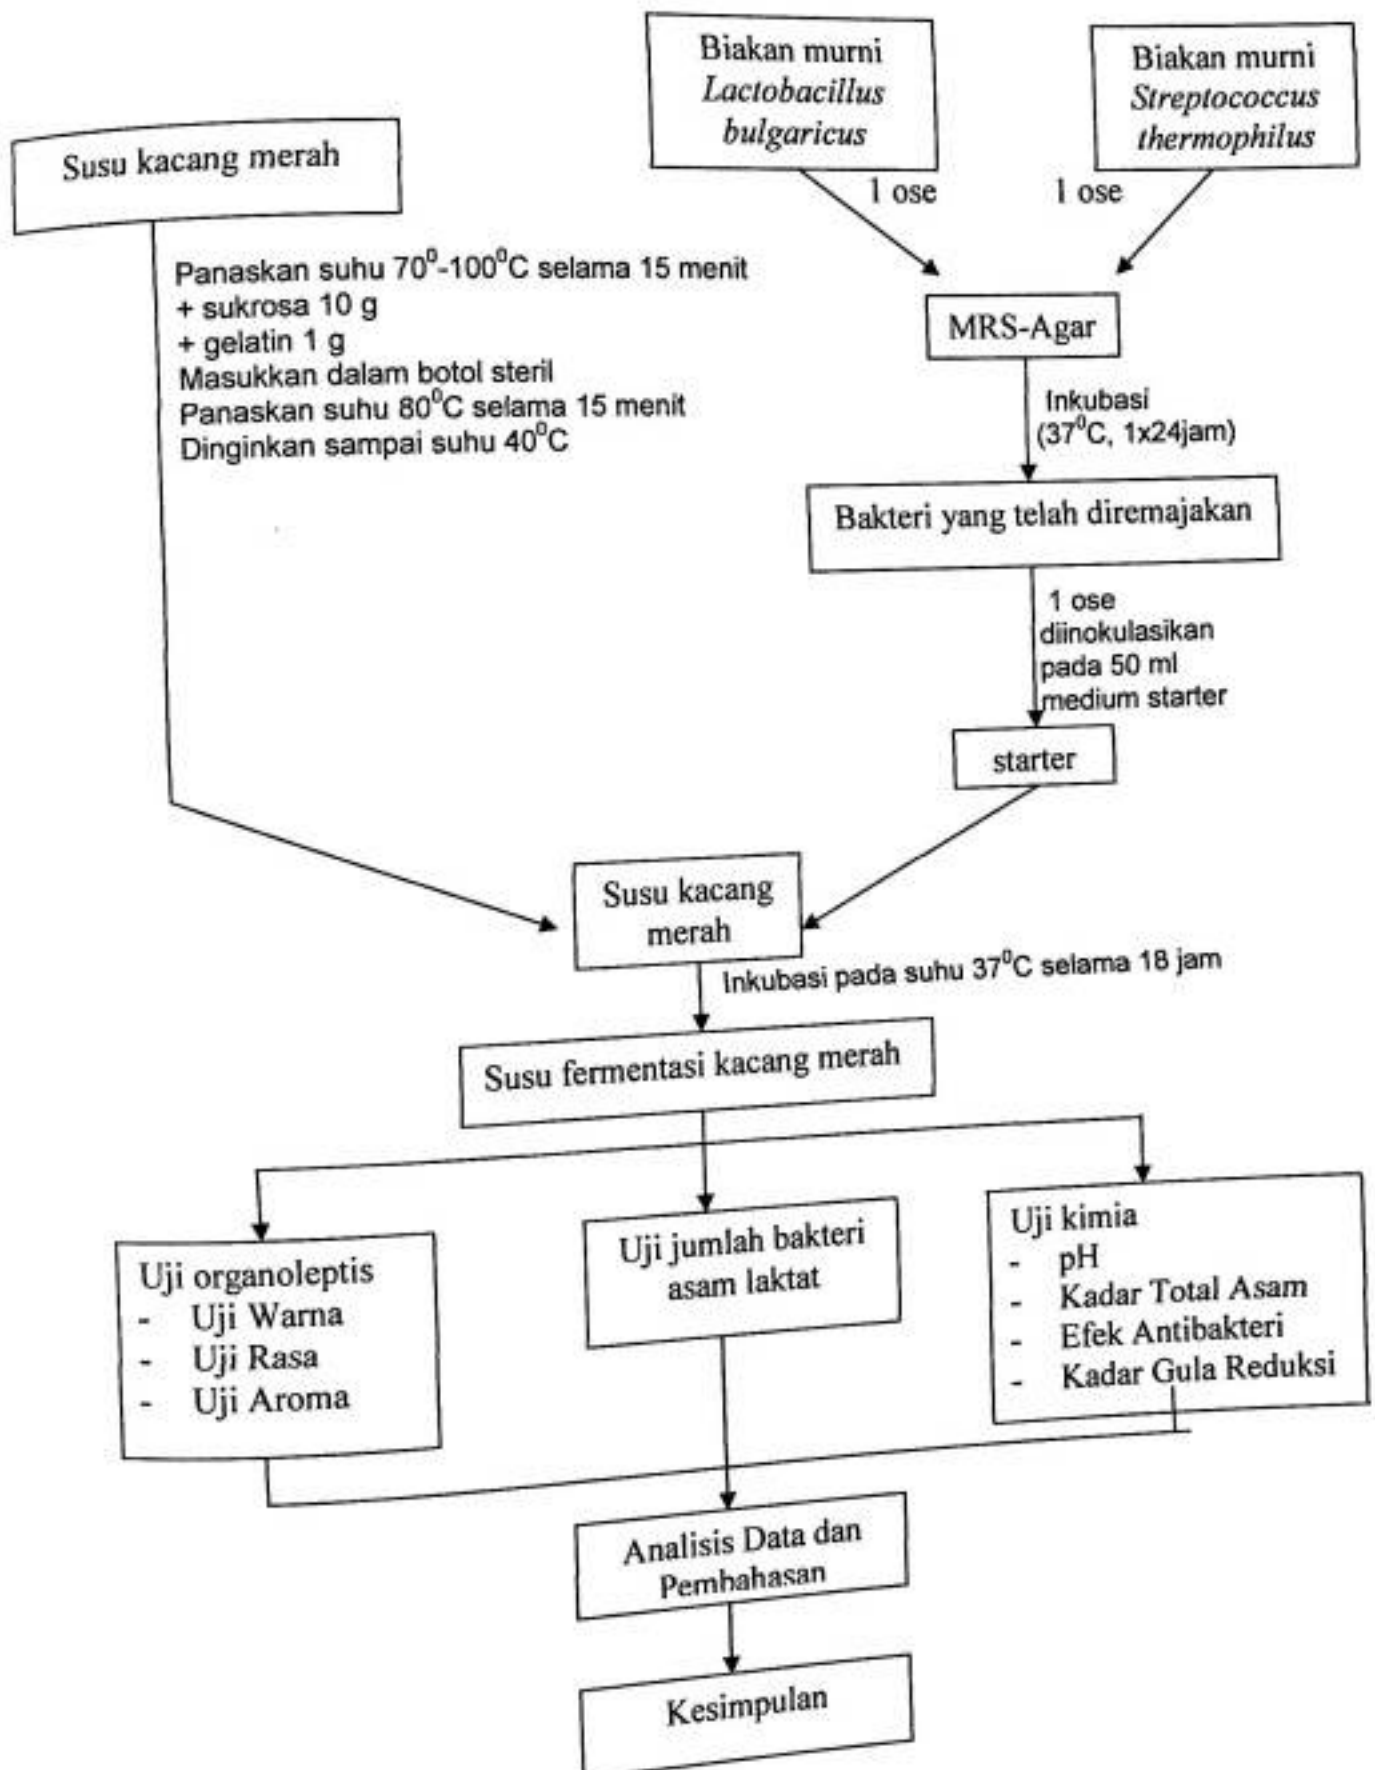 Biakan murni
Lactobacillus
bulgaricus
Biakan murni
Streptococcus
thermophilus
Susu kacang merah
1 ose
1 ose
Panaskan suhu 70⁰-100⁰C selama 15 menit
+ sukrosa 10 g
+ gelatin 1 g
Masukkan dalam botol steril
Panaskan suhu 80⁰C selama 15 menit
Dinginkan sampai suhu 40⁰C
MRS-Agar
Inkubasi
(37⁰C, 1x24jam)
Bakteri yang telah diremajakan
1 ose
diinokulasikan
pada 50 ml
medium starter
starter
Susu kacang
merah
Inkubasi pada suhu 37⁰C selama 18 jam
Susu fermentasi kacang merah
Uji organoleptis
- Uji Warna
- Uji Rasa
- Uji Aroma
Uji jumlah bakteri
asam laktat
Uji kimia
- pH
- Kadar Total Asam
- Efek Antibakteri
- Kadar Gula Reduksi
Analisis Data dan
Pembahasan
Kesimpulan